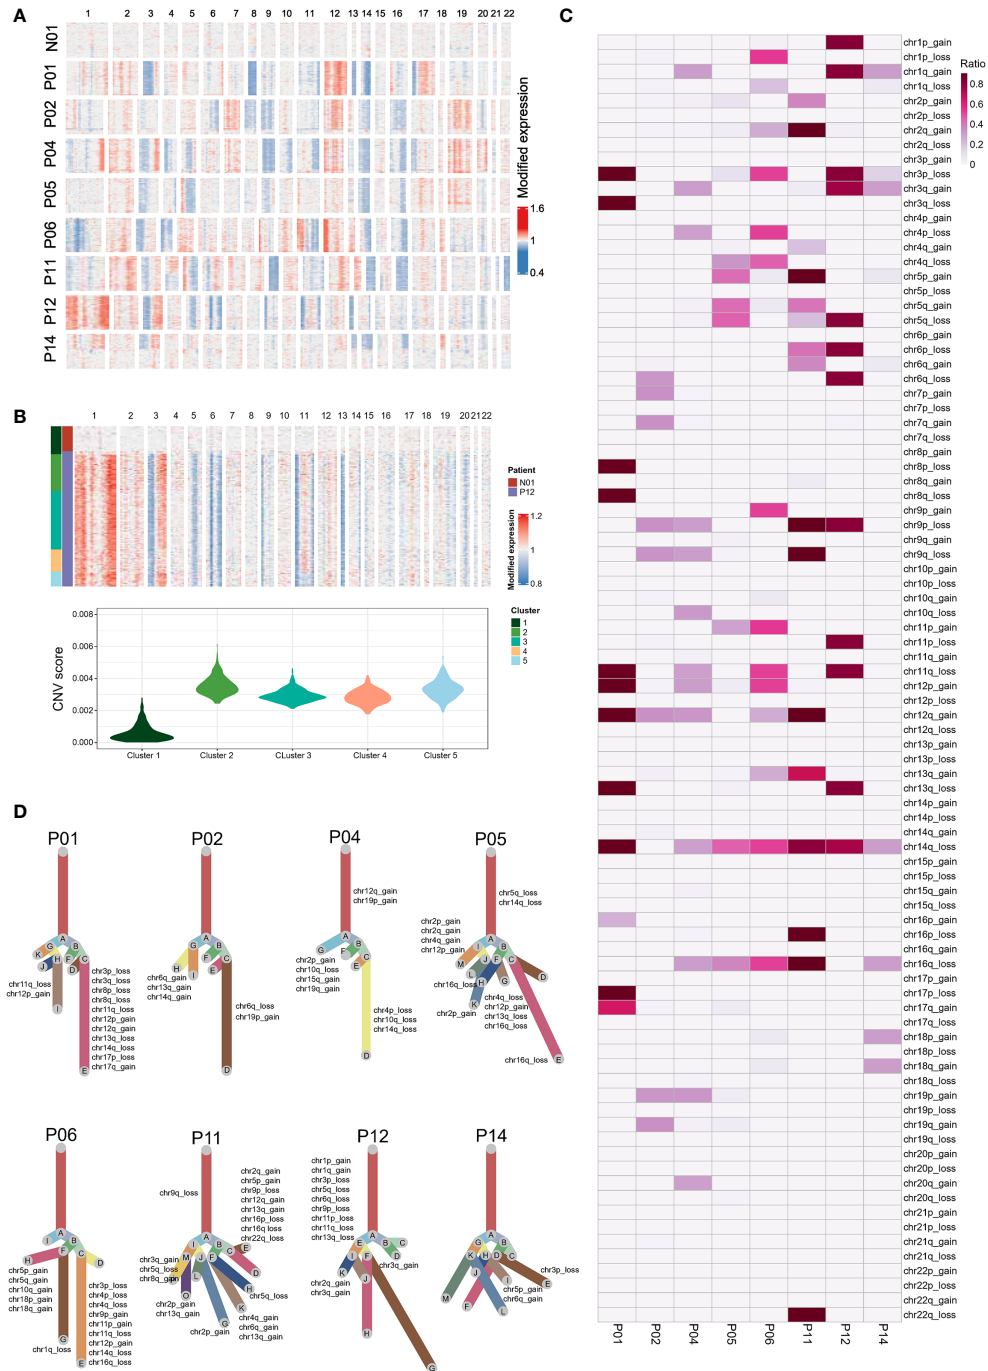 A
1 2 3 4 5 6 7 8 9 10 11 12 13 14 15 16 17 18 19 20 21 22
N01
P01
P02
P04
P05
P06
P11
P12
P14
Modified expression
1.6
1
0.4
B
1 2 3 4 5 6 7 8 9 10 11 12 13 14 15 16 17 18 19 20 21 22
Patient
N01
P12
Modified expression
1.2
1
0.8
Cluster
1
2
3
4
5
CNV score
0.008
0.006
0.004
0.002
0.000
Cluster 1 Cluster 2 CLuster 3 Cluster 4 Cluster 5
C
chr1p_gain
chr1p_loss
chr1q_gain
chr1q_loss
chr2p_gain
chr2p_loss
chr2q_gain
chr2q_loss
chr3p_gain
chr3p_loss
chr3q_gain
chr3q_loss
chr4p_gain
chr4p_loss
chr4q_gain
chr4q_loss
chr5p_gain
chr5p_loss
chr5q_gain
chr5q_loss
chr6p_gain
chr6p_loss
chr6q_gain
chr6q_loss
chr7p_gain
chr7p_loss
chr7q_gain
chr7q_loss
chr8p_gain
chr8p_loss
chr8q_gain
chr8q_loss
chr9p_gain
chr9p_loss
chr9q_gain
chr9q_loss
chr10p_gain
chr10p_loss
chr10q_gain
chr10q_loss
chr11p_gain
chr11p_loss
chr11q_gain
chr11q_loss
chr12p_gain
chr12p_loss
chr12q_gain
chr12q_loss
chr13p_gain
chr13p_loss
chr13q_gain
chr13q_loss
chr14p_gain
chr14p_loss
chr14q_gain
chr14q_loss
chr15p_gain
chr15p_loss
chr15q_gain
chr15q_loss
chr16p_gain
chr16p_loss
chr16q_gain
chr16q_loss
chr17p_gain
chr17p_loss
chr17q_gain
chr17q_loss
chr18p_gain
chr18p_loss
chr18q_gain
chr18q_loss
chr19p_gain
chr19p_loss
chr19q_gain
chr19q_loss
chr20p_gain
chr20p_loss
chr20q_gain
chr20q_loss
chr21p_gain
chr21p_loss
chr21q_gain
chr21q_loss
chr22p_gain
chr22p_loss
chr22q_gain
chr22q_loss
P01 P02 P04 P05 P06 P11 P12 P14
Ratio
0.8
0.6
0.4
0.2
0
D
P01
A
G B
K J H F D C
chr11q_loss
chr12p_gain
I
chr3p_loss
chr3q_loss
chr8p_loss
chr8q_loss
chr11q_loss
chr12p_gain
chr12q_gain
chr13q_loss
chr14q_loss
chr17p_loss
chr17q_gain
E
P02
G A B
H I F E C
chr6q_gain
chr13q_gain
chr14q_gain
chr6q_loss
chr19p_gain
D
P04
chr12q_gain
chr19p_gain
A
G F B
E C
chr2p_gain
chr10q_loss
chr15q_gain
chr19q_gain
chr4p_loss
chr10q_loss
chr14q_loss
D
P05
chr5q_loss
chr14q_loss
chr2p_gain
chr2q_gain
chr4q_gain
chr12p_gain
A
I B
M L J F C
H G D
chr16q_loss
K
chr2p_gain
chr4q_loss
chr12p_gain
chr13q_loss
chr16q_loss
chr16q_loss
E
P06
A
I B
H F C D
chr5p_gain
chr5q_gain
chr10q_gain
chr18p_gain
chr18q_gain
chr1q_loss
G
chr3p_loss
chr4p_loss
chr4q_loss
chr9p_gain
chr11p_gain
chr11q_loss
chr12p_gain
chr14q_loss
chr16q_loss
E
P11
chr9q_loss
chr2q_gain
chr5p_gain
chr9p_loss
chr12q_gain
chr13q_gain
chr16p_loss
chr16q_loss
chr22q_loss
A
I B
M J F C E
chr3q_gain
chr5q_loss
chr8q_gain
L D
O H
chr5q_loss
chr2p_gain
chr13q_gain
K
G
chr2p_gain
chr4q_gain
chr6q_gain
chr13q_gain
P12
chr1p_gain
chr1q_gain
chr3p_loss
chr5q_loss
chr6q_loss
chr9p_loss
chr11p_loss
chr11q_loss
chr13q_loss
A
E B C
I F D
K J
chr3q_gain
chr2q_gain
chr3q_gain
H
G
P14
A
G B
K H D C
chr3p_loss
I E
chr5p_gain
chr6q_gain
M F L